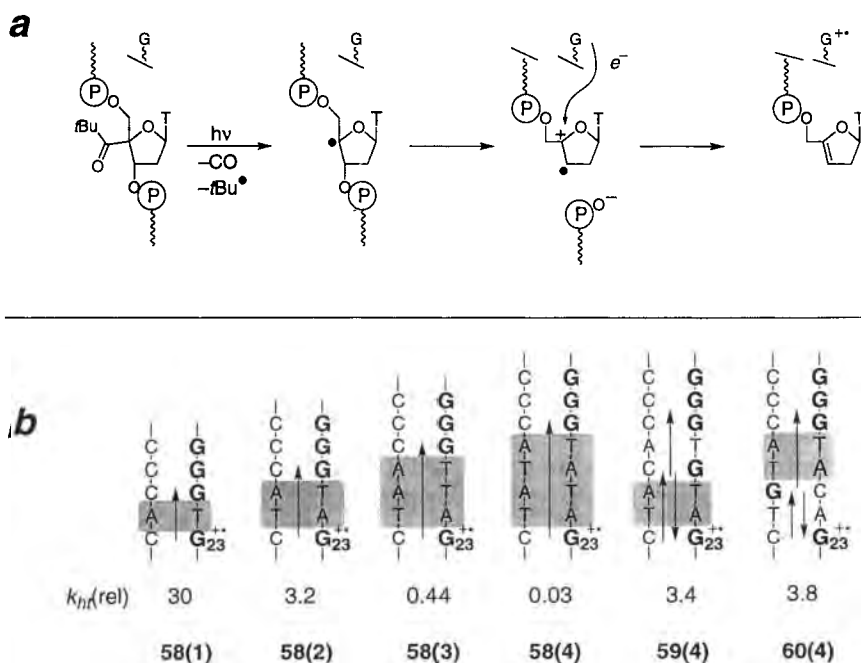 a
G
P
O
O
T
tBu
O
O
P
hν
–CO
–tBu•
G
P
O
O
T
O
P
G
e–
P
O
O
T
+
P
O–
G+•
P
O
O
T
b
C C C A C
G G G T G23+•
C C C A T C
G G G T A G23+•
C C C A A T C
G G G T T A G23+•
C C C A T A T C
G G G T A T A G23+•
C C C A C A T C
G G G T G T A G23+•
C C C A T G T C
G G G T A C A G23+•
kht(rel) 30 3.2 0.44 0.03 3.4 3.8
58(1) 58(2) 58(3) 58(4) 59(4) 60(4)